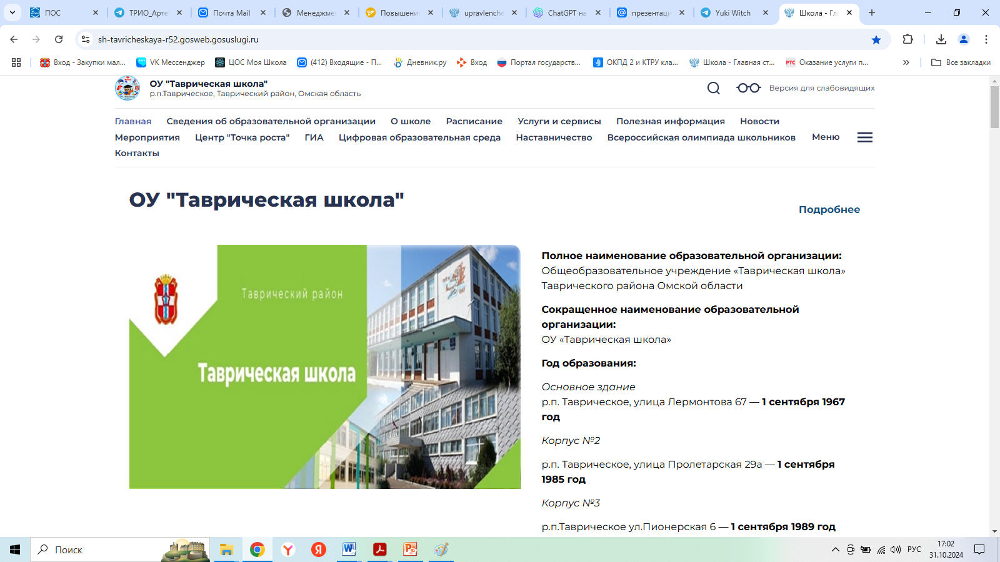 ПОС
ТРИО_Арте
Почта Mail
Менеджме
Повышени
upravlenche
ChatGPT на
презентаци
Yuki Witch
Школа - Гла
sh-tavricheskaya-r52.gosweb.gosuslugi.ru
Вход - Закупки мал...
VK Мессенджер
ЦОС Моя Школа
(412) Входящие - П...
Дневник.ру
Вход
Портал государств...
ОКПД 2 и КТРУ кла...
Школа - Главная ст...
РТС
Оказание услуги п...
Все закладки
ОУ "Таврическая школа"
р.п.Таврическое, Таврический район, Омская область
Версия для слабовидящих
Главная Сведения об образовательной организации О школе Расписание Услуги и сервисы Полезная информация Новости
Мероприятия Центр "Точка роста" ГИА Цифровая образовательная среда Наставничество Всероссийская олимпиада школьников Меню
Контакты
ОУ "Таврическая школа"
Подробнее
Таврический район
Таврическая школа
Полное наименование образовательной организации:
Общеобразовательное учреждение «Таврическая школа»
Таврического района Омской области
Сокращенное наименование образовательной
организации:
ОУ «Таврическая школа»
Год образования:
Основное здание
р.п. Таврическое, улица Лермонтова 67 — 1 сентября 1967
год
Корпус №2
р.п. Таврическое, улица Пролетарская 29а — 1 сентября
1985 год
Корпус №3
р.п.Таврическое ул.Пионерская 6 — 1 сентября 1989 год
Поиск
РУС
17:02
31.10.2024